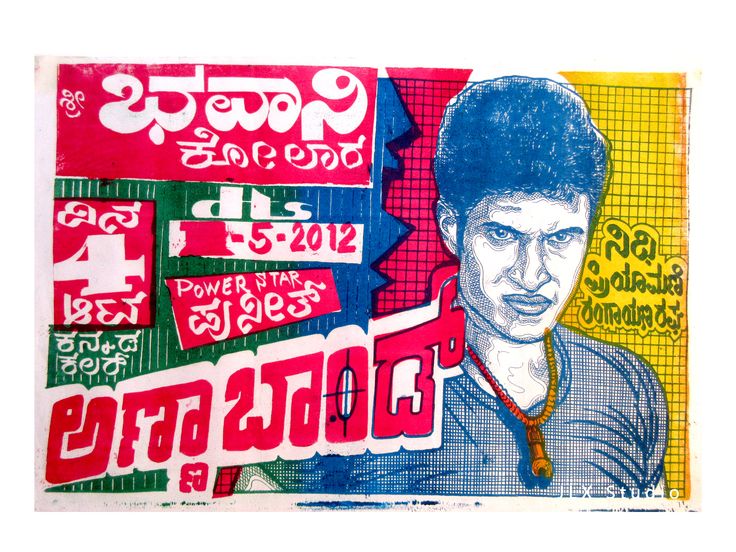 ಶ್ರೀ
ಭವಾನಿ
ಕೋಲಾರ
ದಿನ
4
ಆಟ
ಕನ್ನಡ
ಕಲರ್
dts
-5-2012
POWER STAR
ಪುನೀತ್
ಅಣ್ಣಾ ಬಾಂಡ್
ನಿಧಿ
ಪ್ರಿಯಾಮಣಿ
ರಂಗಾಯಣ ರಘು
JLX Studio